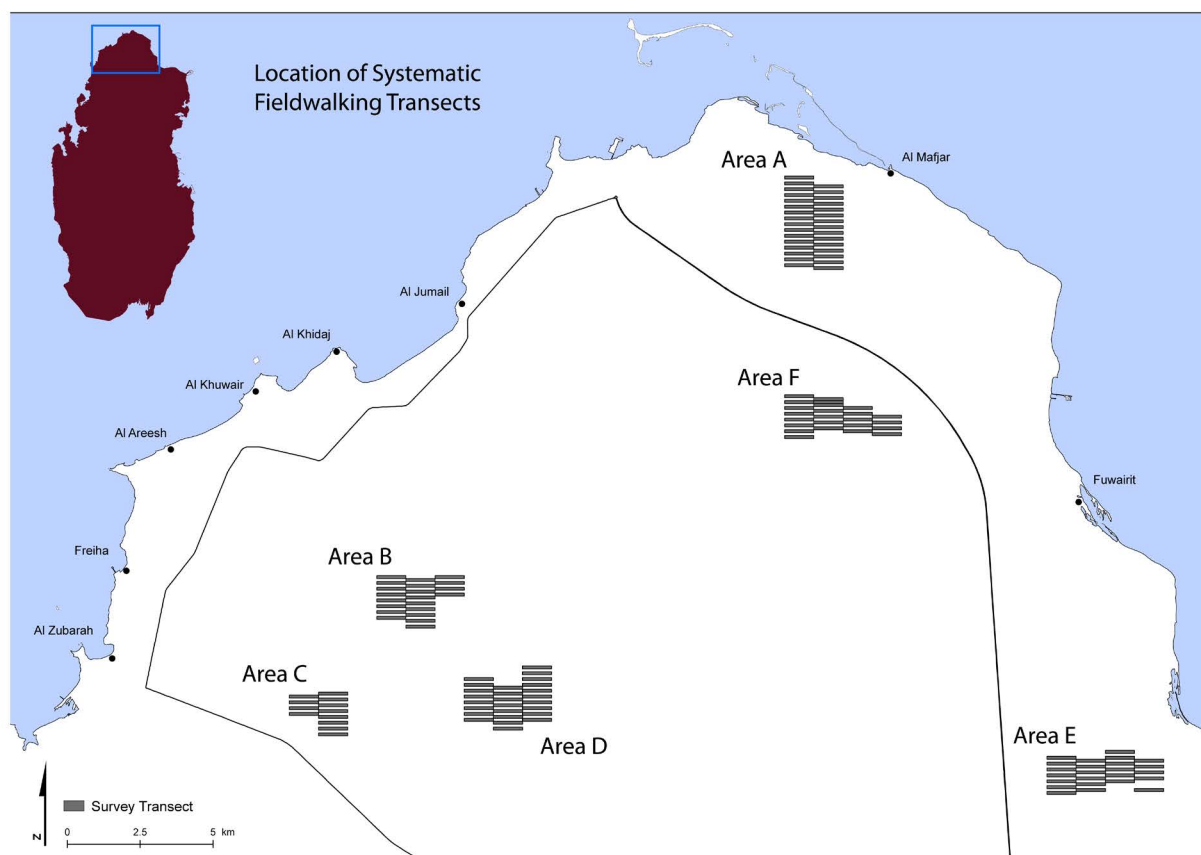 Location of Systematic
Fieldwalking Transects
Area A
Al Mafjar
Al Jumail
Al Khidaj
Area F
Al Khuwair
Al Areesh
Fuwairit
Freiha
Area B
Al Zubarah
Area C
Area D
Area E
Survey Transect
0 2.5 5 km
N